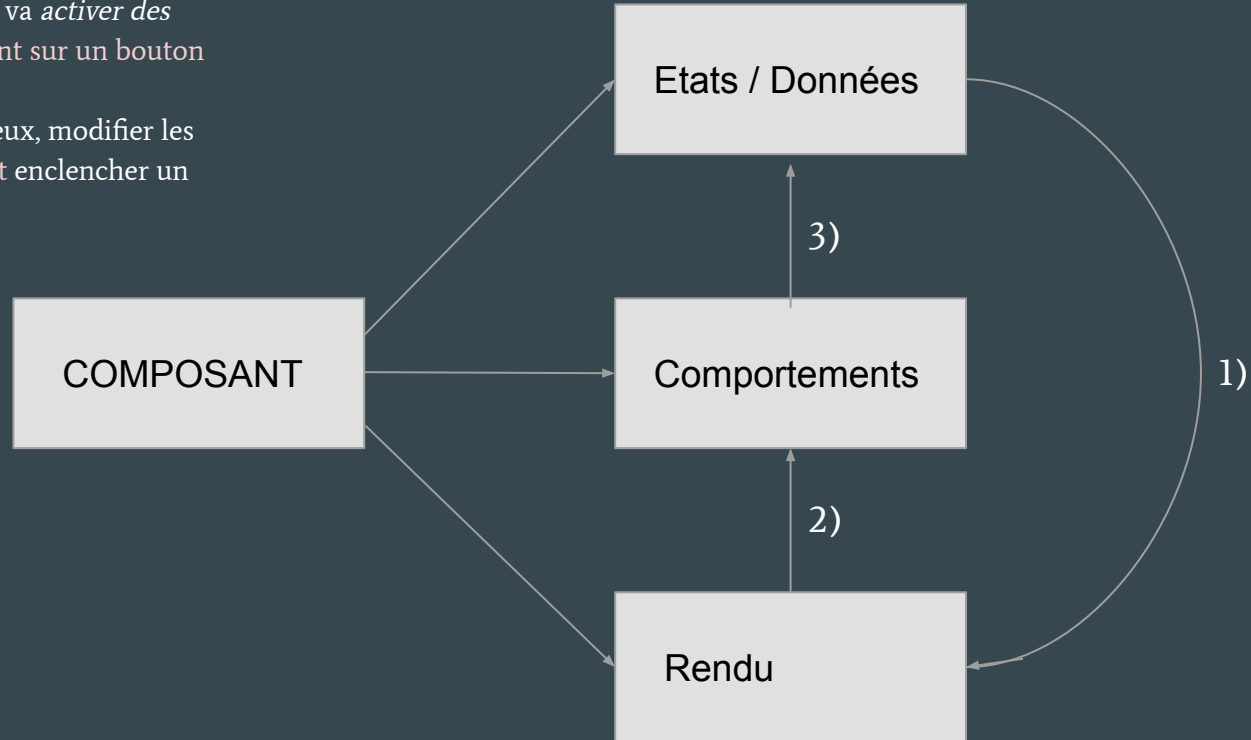 va activer des
nt sur un bouton
eux, modifier les
t enclencher un
Etats / Données
3)
COMPOSANT
Comportements
1)
2)
Rendu